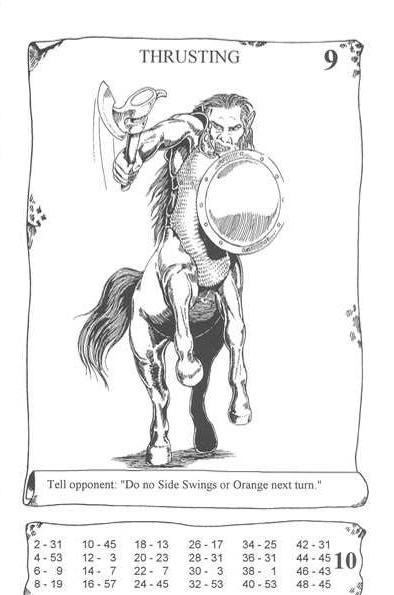 THRUSTING 9
Tell opponent: "Do no Side Swings or Orange next turn."
2 - 31 10 - 45 18 - 13 26 - 17 34 - 25 42 - 31
4 - 53 12 - 3 20 - 23 28 - 31 36 - 31 44 - 45 10
6 - 9 14 - 7 22 - 7 30 - 3 38 - 1 46 - 43
8 - 19 16 - 57 24 - 45 32 - 53 40 - 53 48 - 45